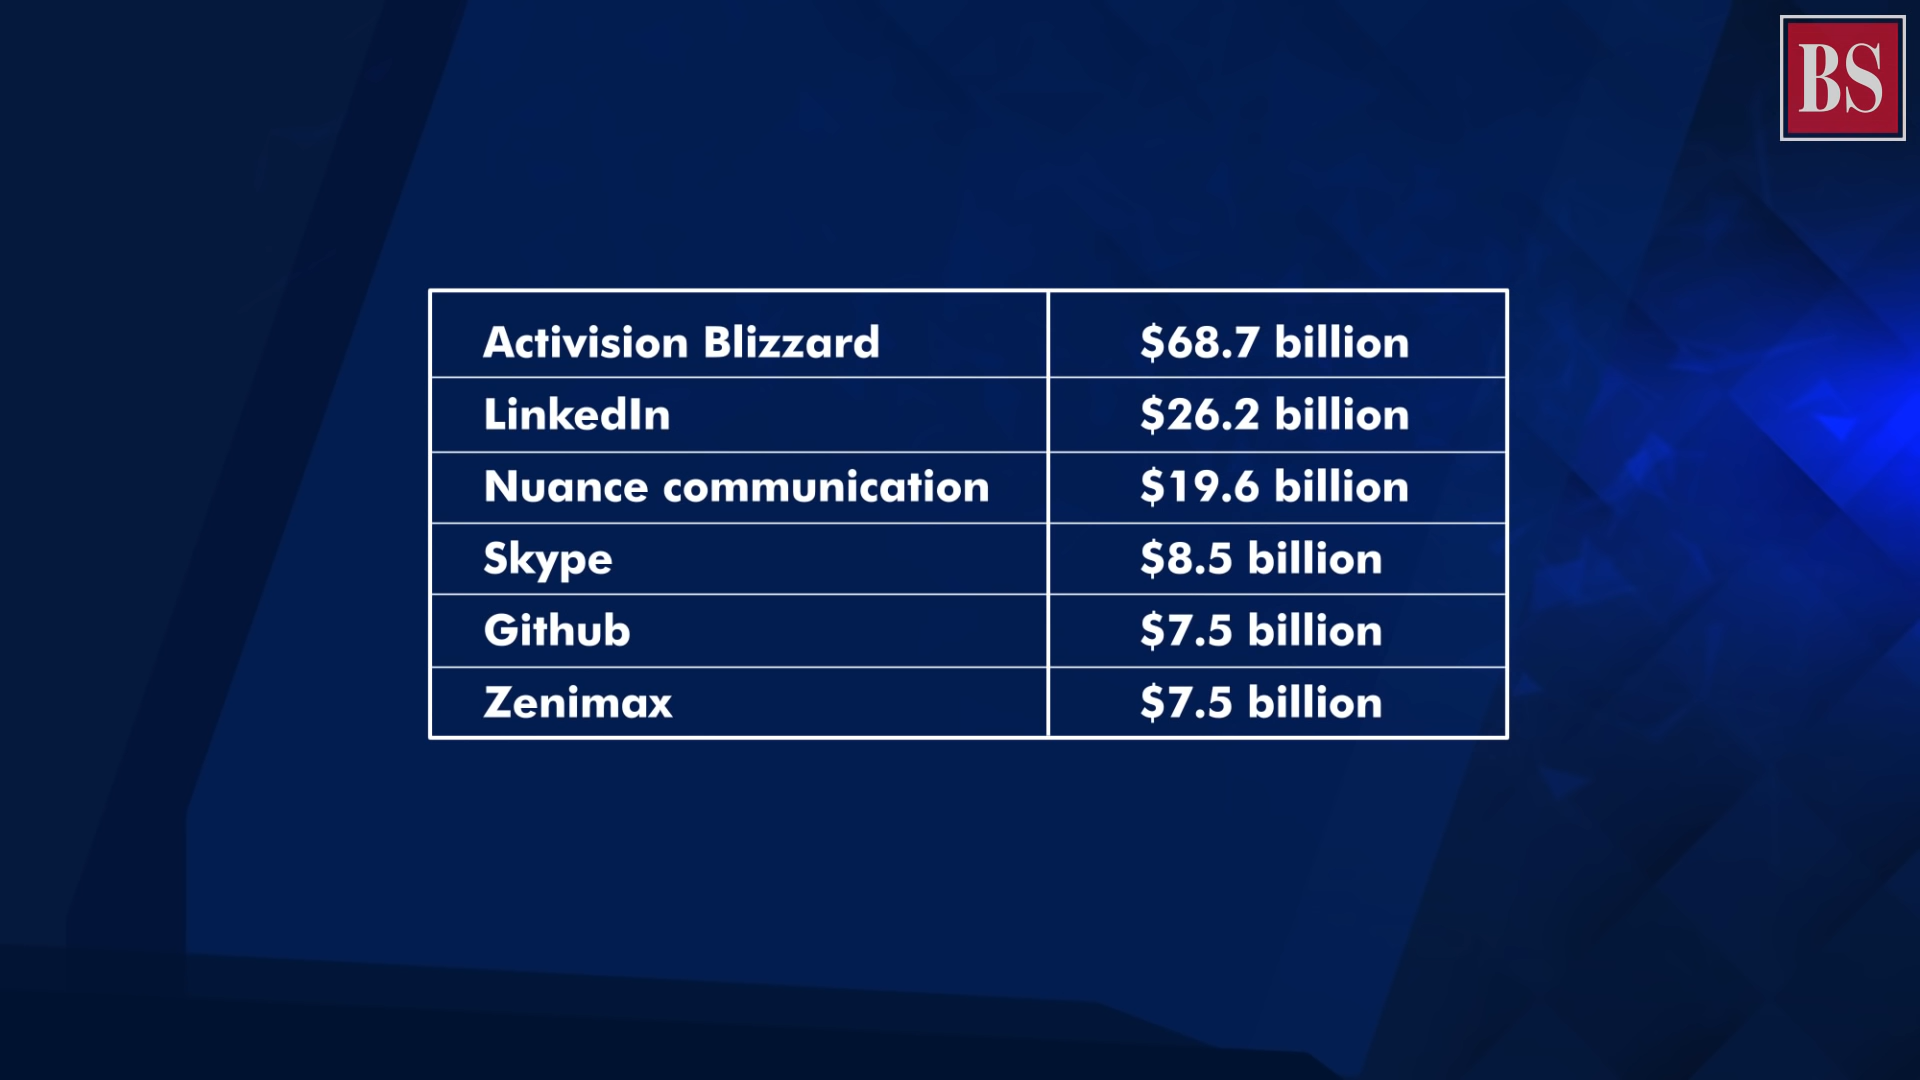 BS
Activision Blizzard $68.7 billion
LinkedIn $26.2 billion
Nuance communication $19.6 billion
Skype $8.5 billion
Github $7.5 billion
Zenimax $7.5 billion